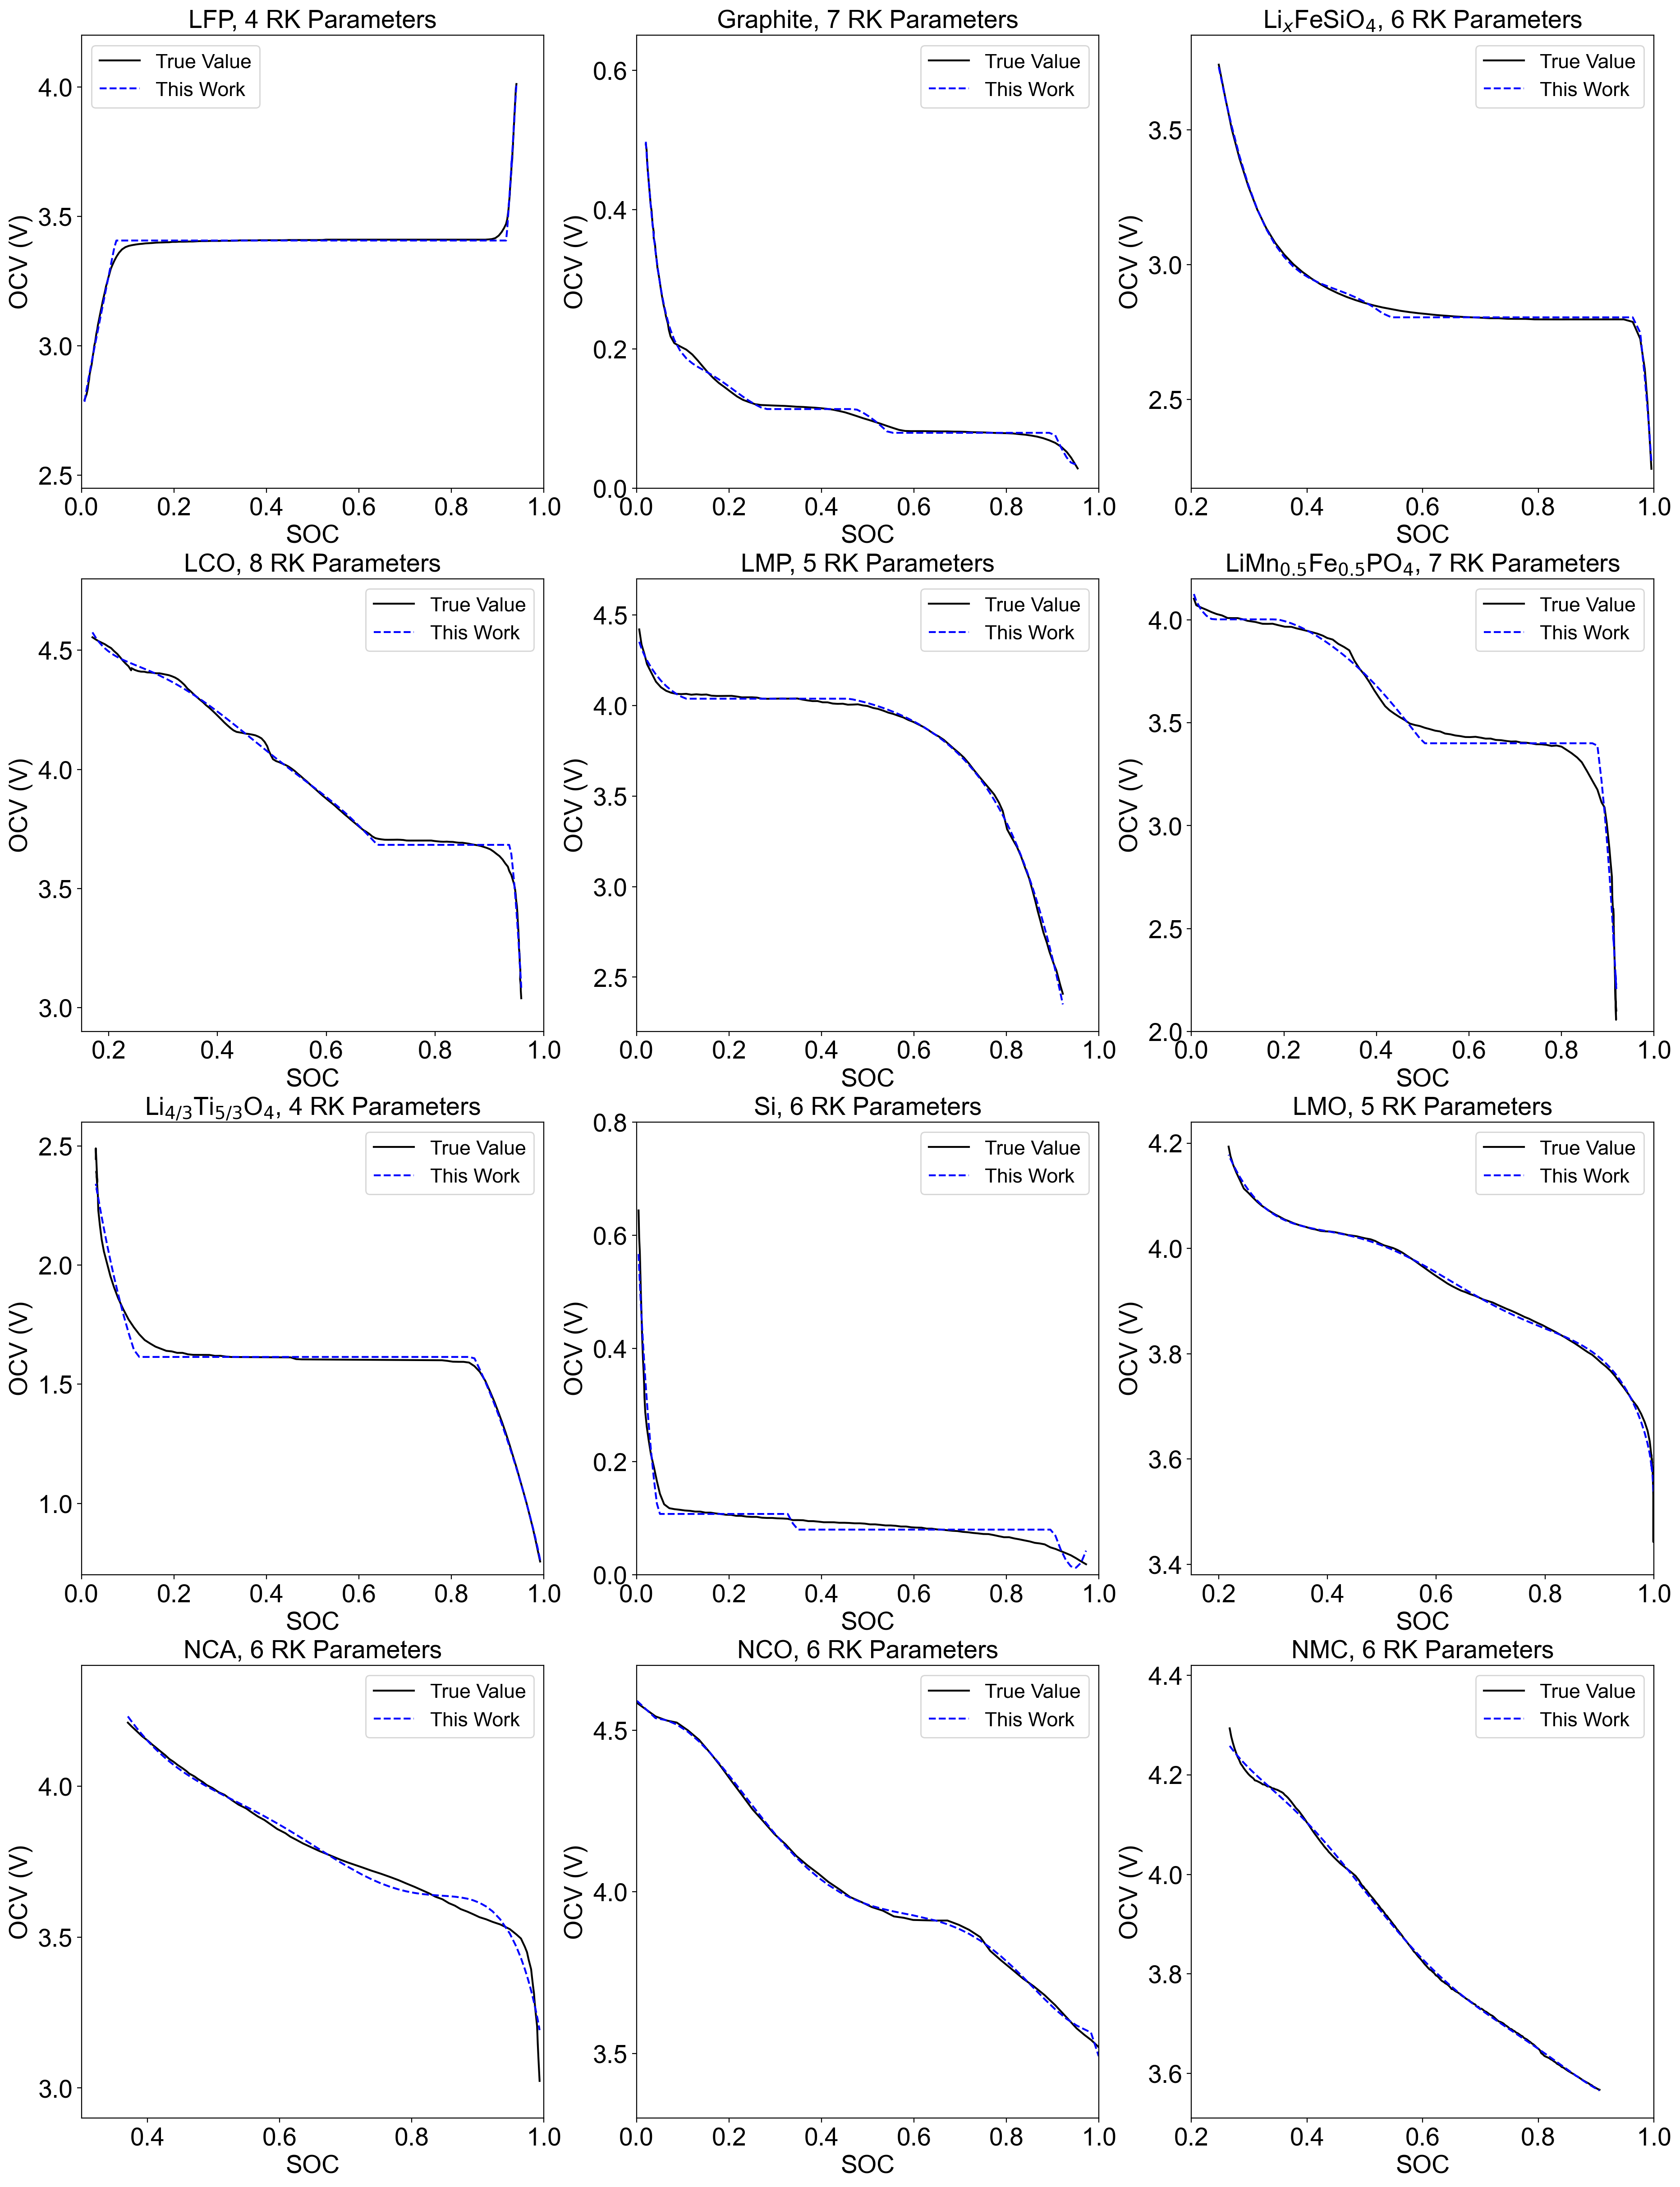 LFP, 4 RK Parameters
True Value
This Work
4.0
3.5
3.0
2.5
OCV (V)
0.0 0.2 0.4 0.6 0.8 1.0
SOC
Graphite, 7 RK Parameters
True Value
This Work
0.6
0.4
0.2
0.0
OCV (V)
0.0 0.2 0.4 0.6 0.8 1.0
SOC
LiₓFeSiO₄, 6 RK Parameters
True Value
This Work
3.5
3.0
2.5
OCV (V)
0.2 0.4 0.6 0.8 1.0
SOC
LCO, 8 RK Parameters
True Value
This Work
4.5
4.0
3.5
3.0
OCV (V)
0.2 0.4 0.6 0.8 1.0
SOC
LMP, 5 RK Parameters
True Value
This Work
4.5
4.0
3.5
3.0
2.5
OCV (V)
0.0 0.2 0.4 0.6 0.8 1.0
SOC
LiMn₀.₅Fe₀.₅PO₄, 7 RK Parameters
True Value
This Work
4.0
3.5
3.0
2.5
2.0
OCV (V)
0.0 0.2 0.4 0.6 0.8 1.0
SOC
Li₄/₃Ti₅/₃O₄, 4 RK Parameters
True Value
This Work
2.5
2.0
1.5
1.0
OCV (V)
0.0 0.2 0.4 0.6 0.8 1.0
SOC
Si, 6 RK Parameters
True Value
This Work
0.8
0.6
0.4
0.2
0.0
OCV (V)
0.0 0.2 0.4 0.6 0.8 1.0
SOC
LMO, 5 RK Parameters
True Value
This Work
4.2
4.0
3.8
3.6
3.4
OCV (V)
0.2 0.4 0.6 0.8 1.0
SOC
NCA, 6 RK Parameters
True Value
This Work
4.0
3.5
3.0
OCV (V)
0.4 0.6 0.8 1.0
SOC
NCO, 6 RK Parameters
True Value
This Work
4.5
4.0
3.5
OCV (V)
0.0 0.2 0.4 0.6 0.8 1.0
SOC
NMC, 6 RK Parameters
True Value
This Work
4.4
4.2
4.0
3.8
3.6
OCV (V)
0.2 0.4 0.6 0.8 1.0
SOC